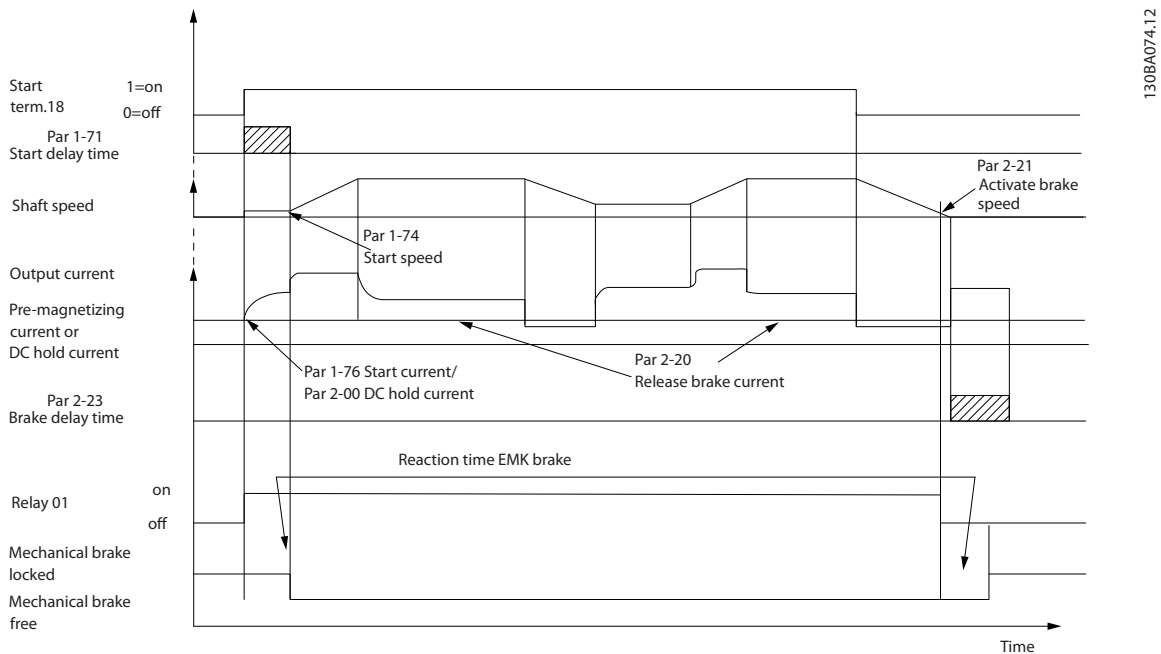 130BA074.12
Start 1=on
term.18 0=off
Par 1-71
Start delay time
Par 2-21
Activate brake
speed
Shaft speed
Par 1-74
Start speed
Output current
Pre-magnetizing
current or
DC hold current
Par 1-76 Start current/
Par 2-00 DC hold current
Par 2-20
Release brake current
Par 2-23
Brake delay time
Reaction time EMK brake
on
Relay 01
off
Mechanical brake
locked
Mechanical brake
free
Time